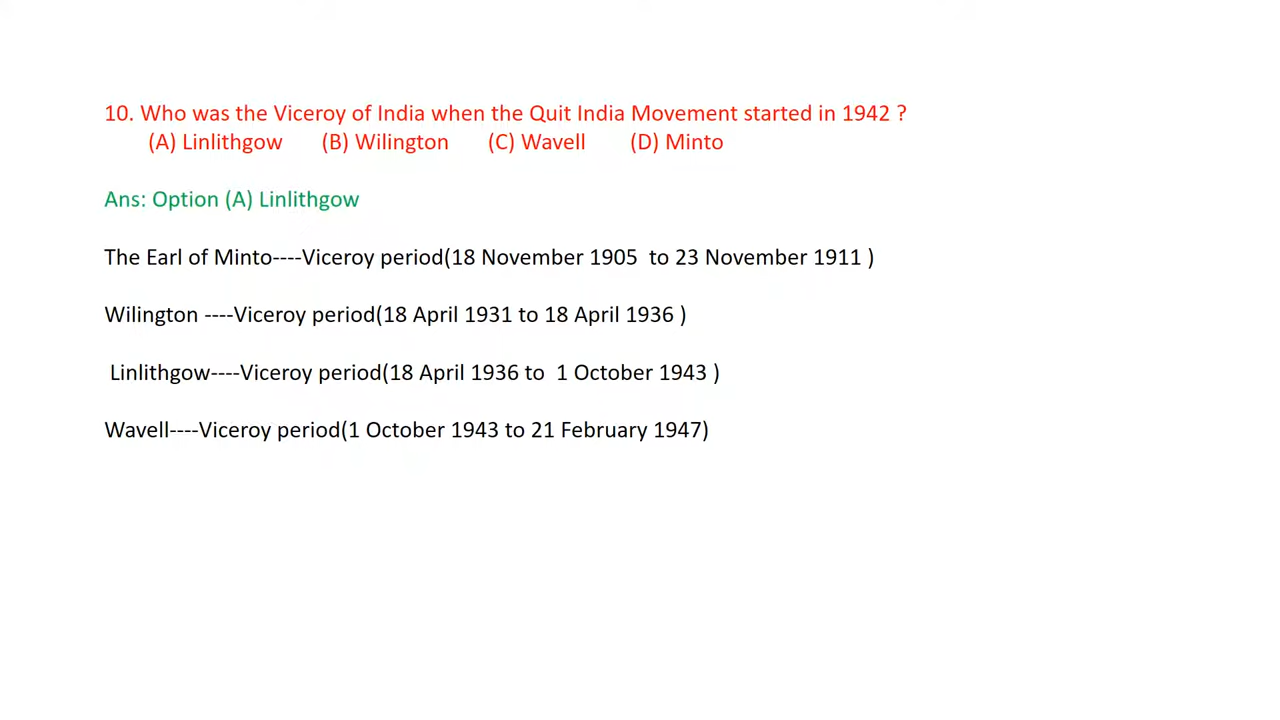 10. Who was the Viceroy of India when the Quit India Movement started in 1942 ?
(A) Linlithgow (B) Wilington (C) Wavell (D) Minto
Ans: Option (A) Linlithgow
The Earl of Minto----Viceroy period(18 November 1905 to 23 November 1911 )
Wilington ----Viceroy period(18 April 1931 to 18 April 1936 )
Linlithgow----Viceroy period(18 April 1936 to 1 October 1943 )
Wavell----Viceroy period(1 October 1943 to 21 February 1947)